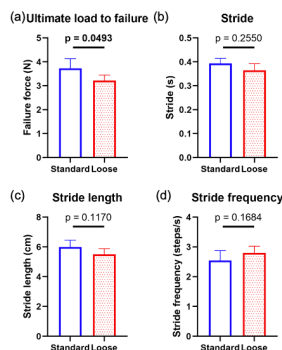 (a) Ultimate load to failure
p = 0.0493
Failure force (N)
5
4
3
2
1
0
Standard Loose
(b) Stride
p = 0.2550
Stride (s)
0.5
0.4
0.3
0.2
0.1
0.0
Standard Loose
(c) Stride length
p = 0.1170
Stride length (cm)
8
6
4
2
0
Standard Loose
(d) Stride frequency
p = 0.1684
Stride frequency (steps/s)
4
3
2
1
0
Standard Loose